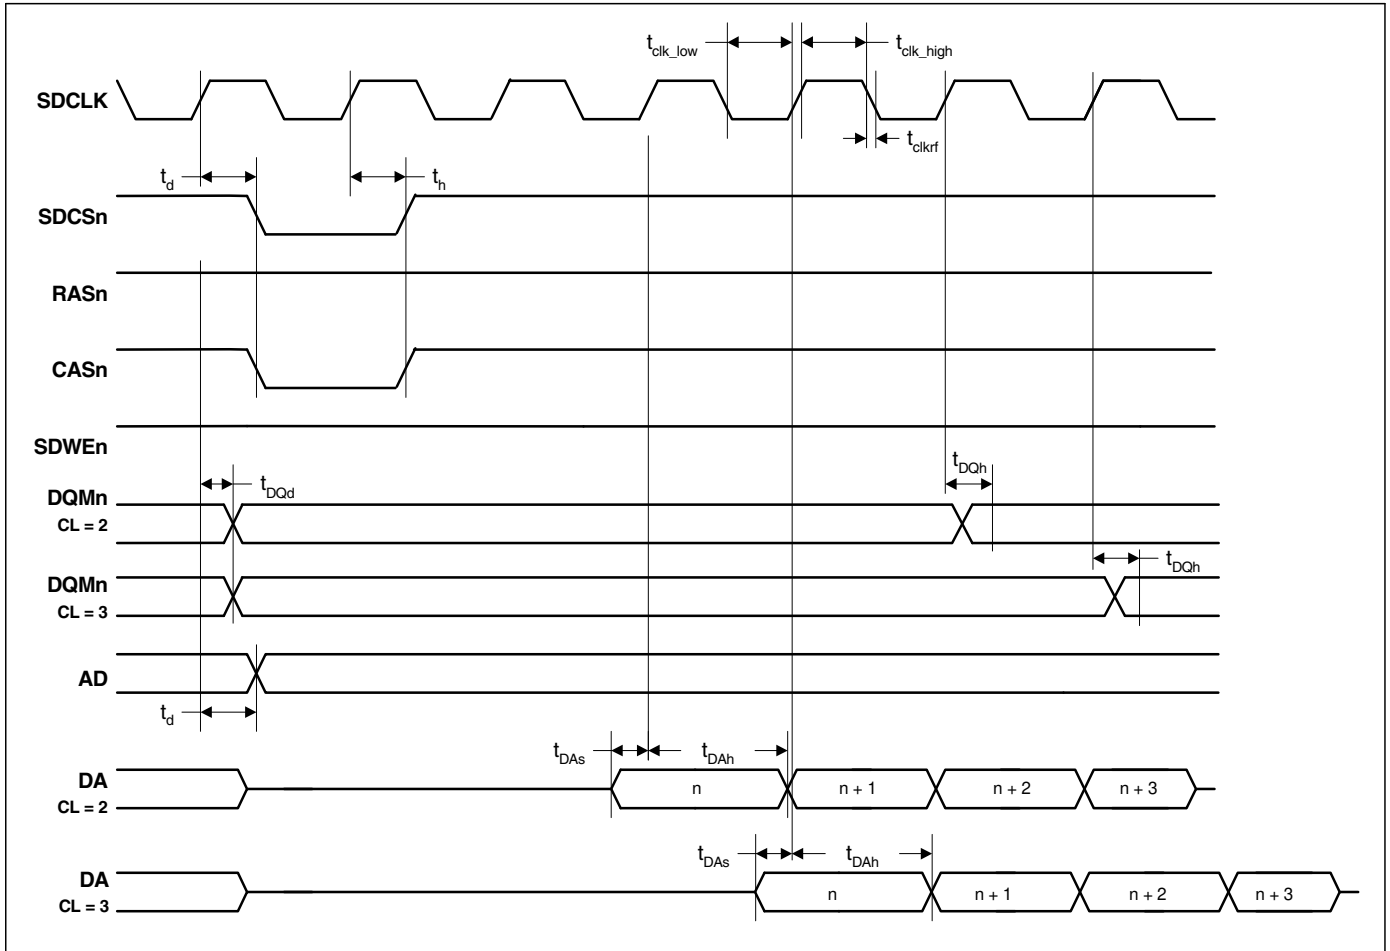 t_clk_low
t_clk_high
SDCLK
t_clkrf
t_d
t_h
SDCSn
RASn
CASn
SDWEn
t_DQh
t_DQd
DQMn
CL = 2
t_DQh
DQMn
CL = 3
AD
t_d
t_DAs
t_DAh
DA
CL = 2
n
n + 1
n + 2
n + 3
t_DAs
t_DAh
DA
CL = 3
n
n + 1
n + 2
n + 3